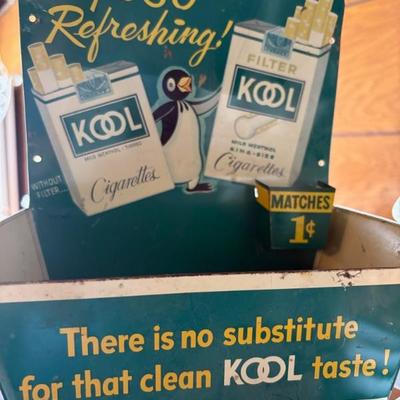 Refreshing!
KOOL
MILD MENTHOL · TIPPED
Cigarettes
WITHOUT
FILTER...
FILTER
KOOL
MILD MENTHOL
KING-SIZE
Cigarettes
MATCHES
1¢
There is no substitute
for that clean KOOL taste!